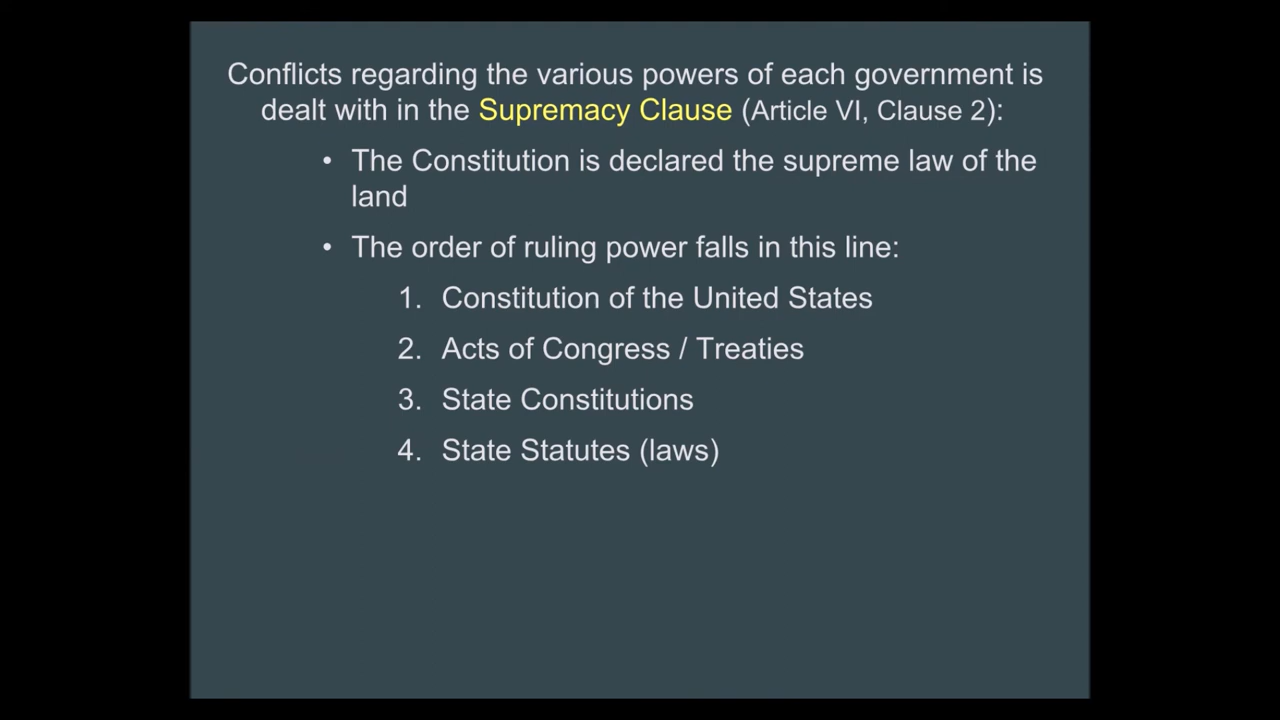 Conflicts regarding the various powers of each government is
dealt with in the Supremacy Clause (Article VI, Clause 2):
• The Constitution is declared the supreme law of the
land
• The order of ruling power falls in this line:
1. Constitution of the United States
2. Acts of Congress / Treaties
3. State Constitutions
4. State Statutes (laws)